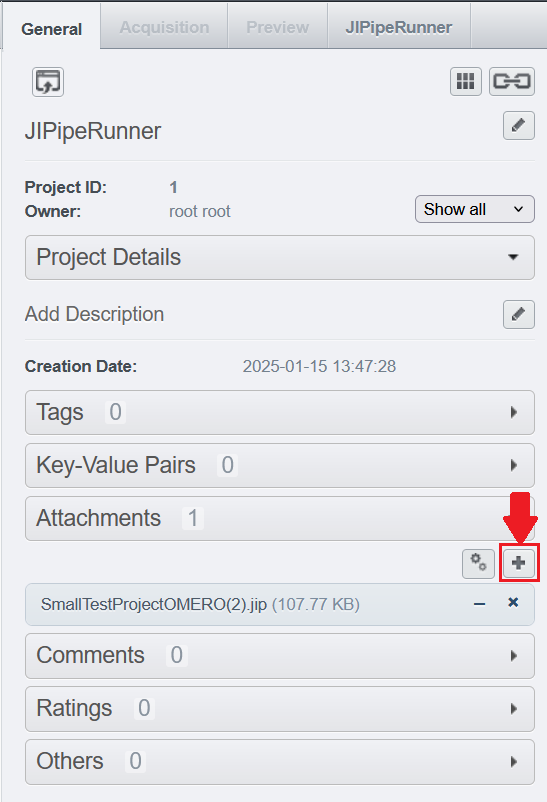 General Acquisition Preview JIPipeRunner
JIPipeRunner
Project ID: 1
Owner: root root Show all
Project Details
Add Description
Creation Date: 2025-01-15 13:47:28
Tags 0
Key-Value Pairs 0
Attachments 1
SmallTestProjectOMERO(2).jip (107.77 KB)
Comments 0
Ratings 0
Others 0